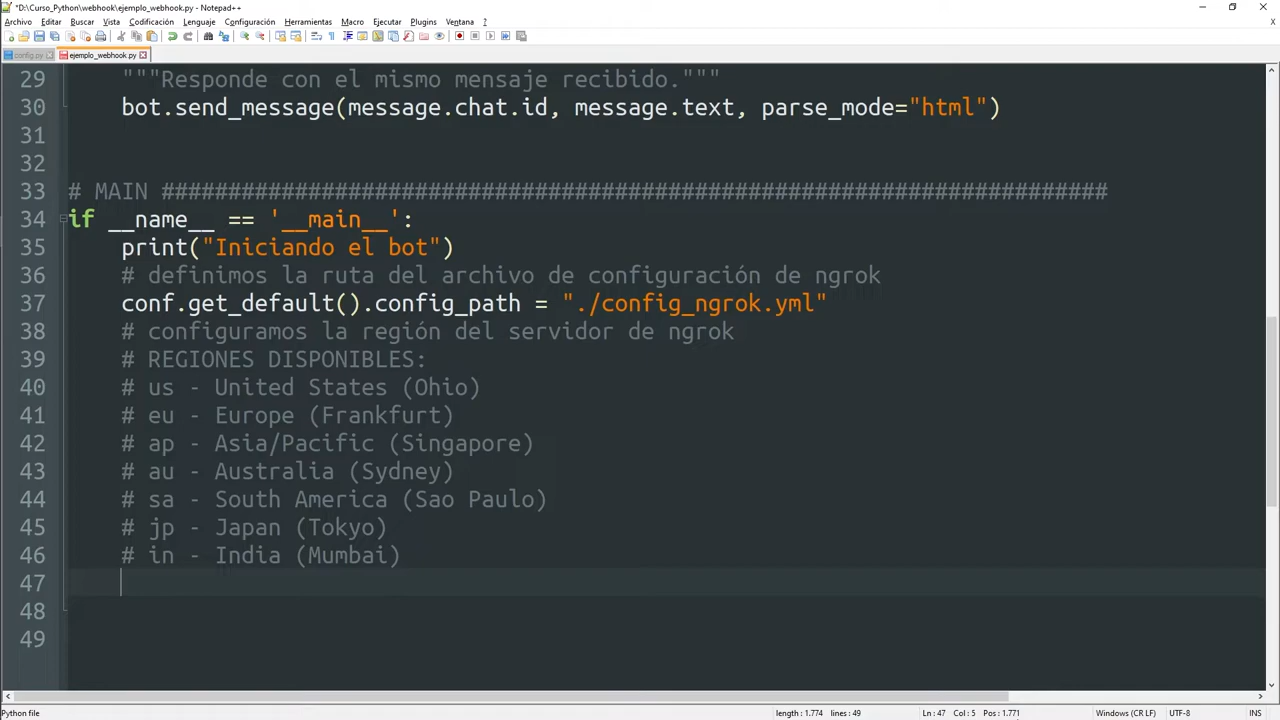 *D:\Curso_Python\webhook\ejemplo_webhook.py - Notepad++
Archivo Editar Buscar Vista Codificación Lenguaje Configuración Herramientas Macro Ejecutar Plugins Ventana ?
config.py ejemplo_webhook.py
29 """Responde con el mismo mensaje recibido."""
30 bot.send_message(message.chat.id, message.text, parse_mode="html")
31
32
33 # MAIN #######################################################################
34 if __name__ == '__main__':
35 print("Iniciando el bot")
36 # definimos la ruta del archivo de configuración de ngrok
37 conf.get_default().config_path = "./config_ngrok.yml"
38 # configuramos la región del servidor de ngrok
39 # REGIONES DISPONIBLES:
40 # us - United States (Ohio)
41 # eu - Europe (Frankfurt)
42 # ap - Asia/Pacific (Singapore)
43 # au - Australia (Sydney)
44 # sa - South America (Sao Paulo)
45 # jp - Japan (Tokyo)
46 # in - India (Mumbai)
47
48
49
Python file length : 1.774 lines : 49 Ln : 47 Col : 5 Pos : 1.771 Windows (CR LF) UTF-8 INS